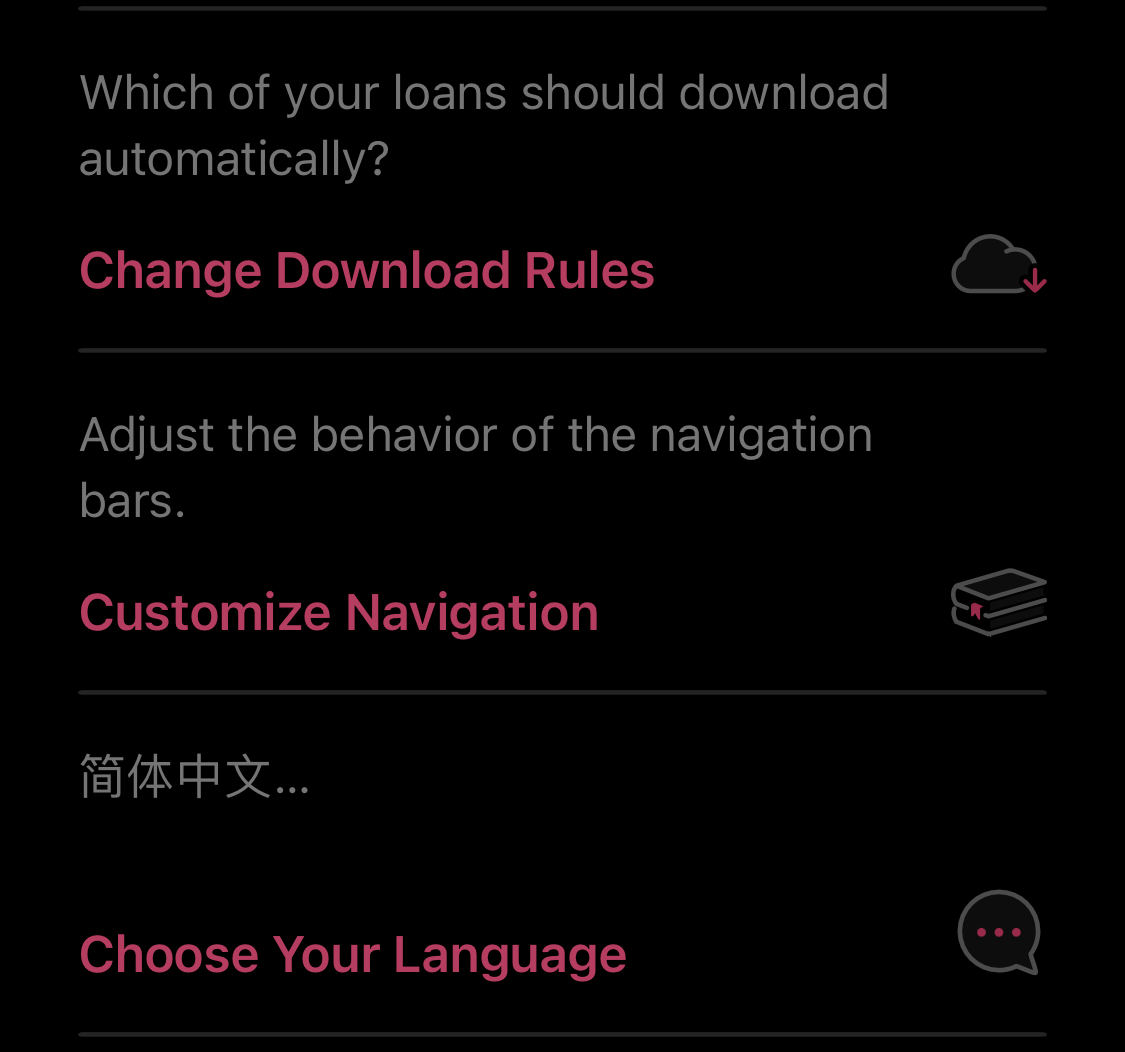 Which of your loans should download
automatically?
Change Download Rules
Adjust the behavior of the navigation
bars.
Customize Navigation
简体中文...
Choose Your Language